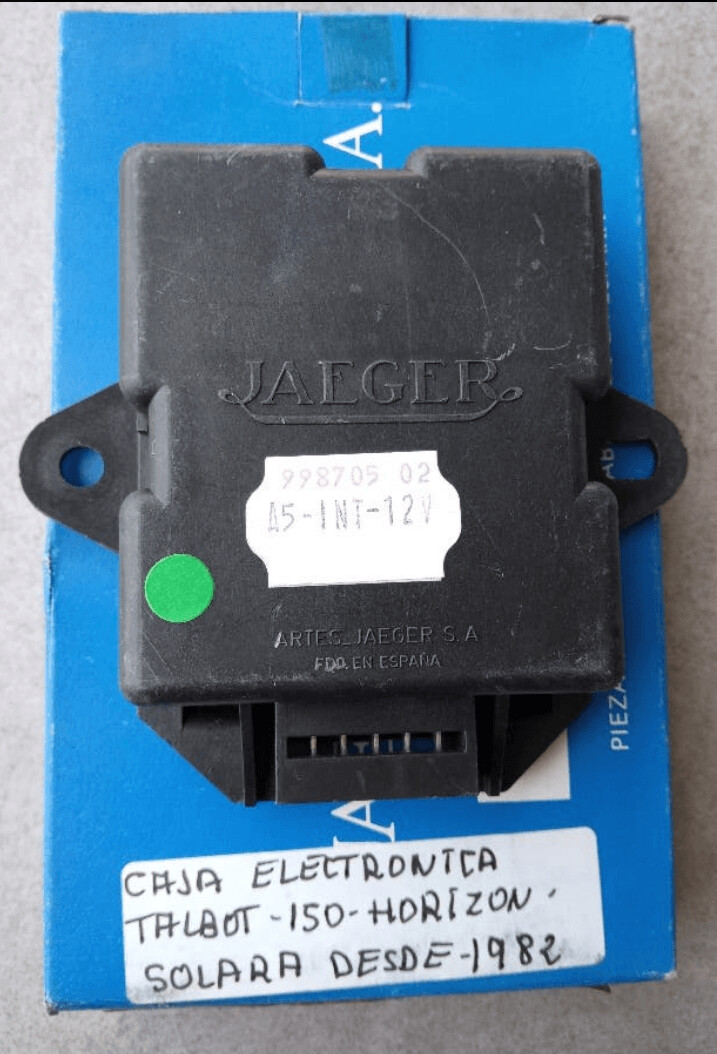 A.
JAEGER
998705 02
A5-INT-12V
ARTES JAEGER S.A
FDO. EN ESPAÑA
PIEZA
CAJA ELECTRONICA
TALBOT-150-HORIZON.
SOLARA DESDE-1982